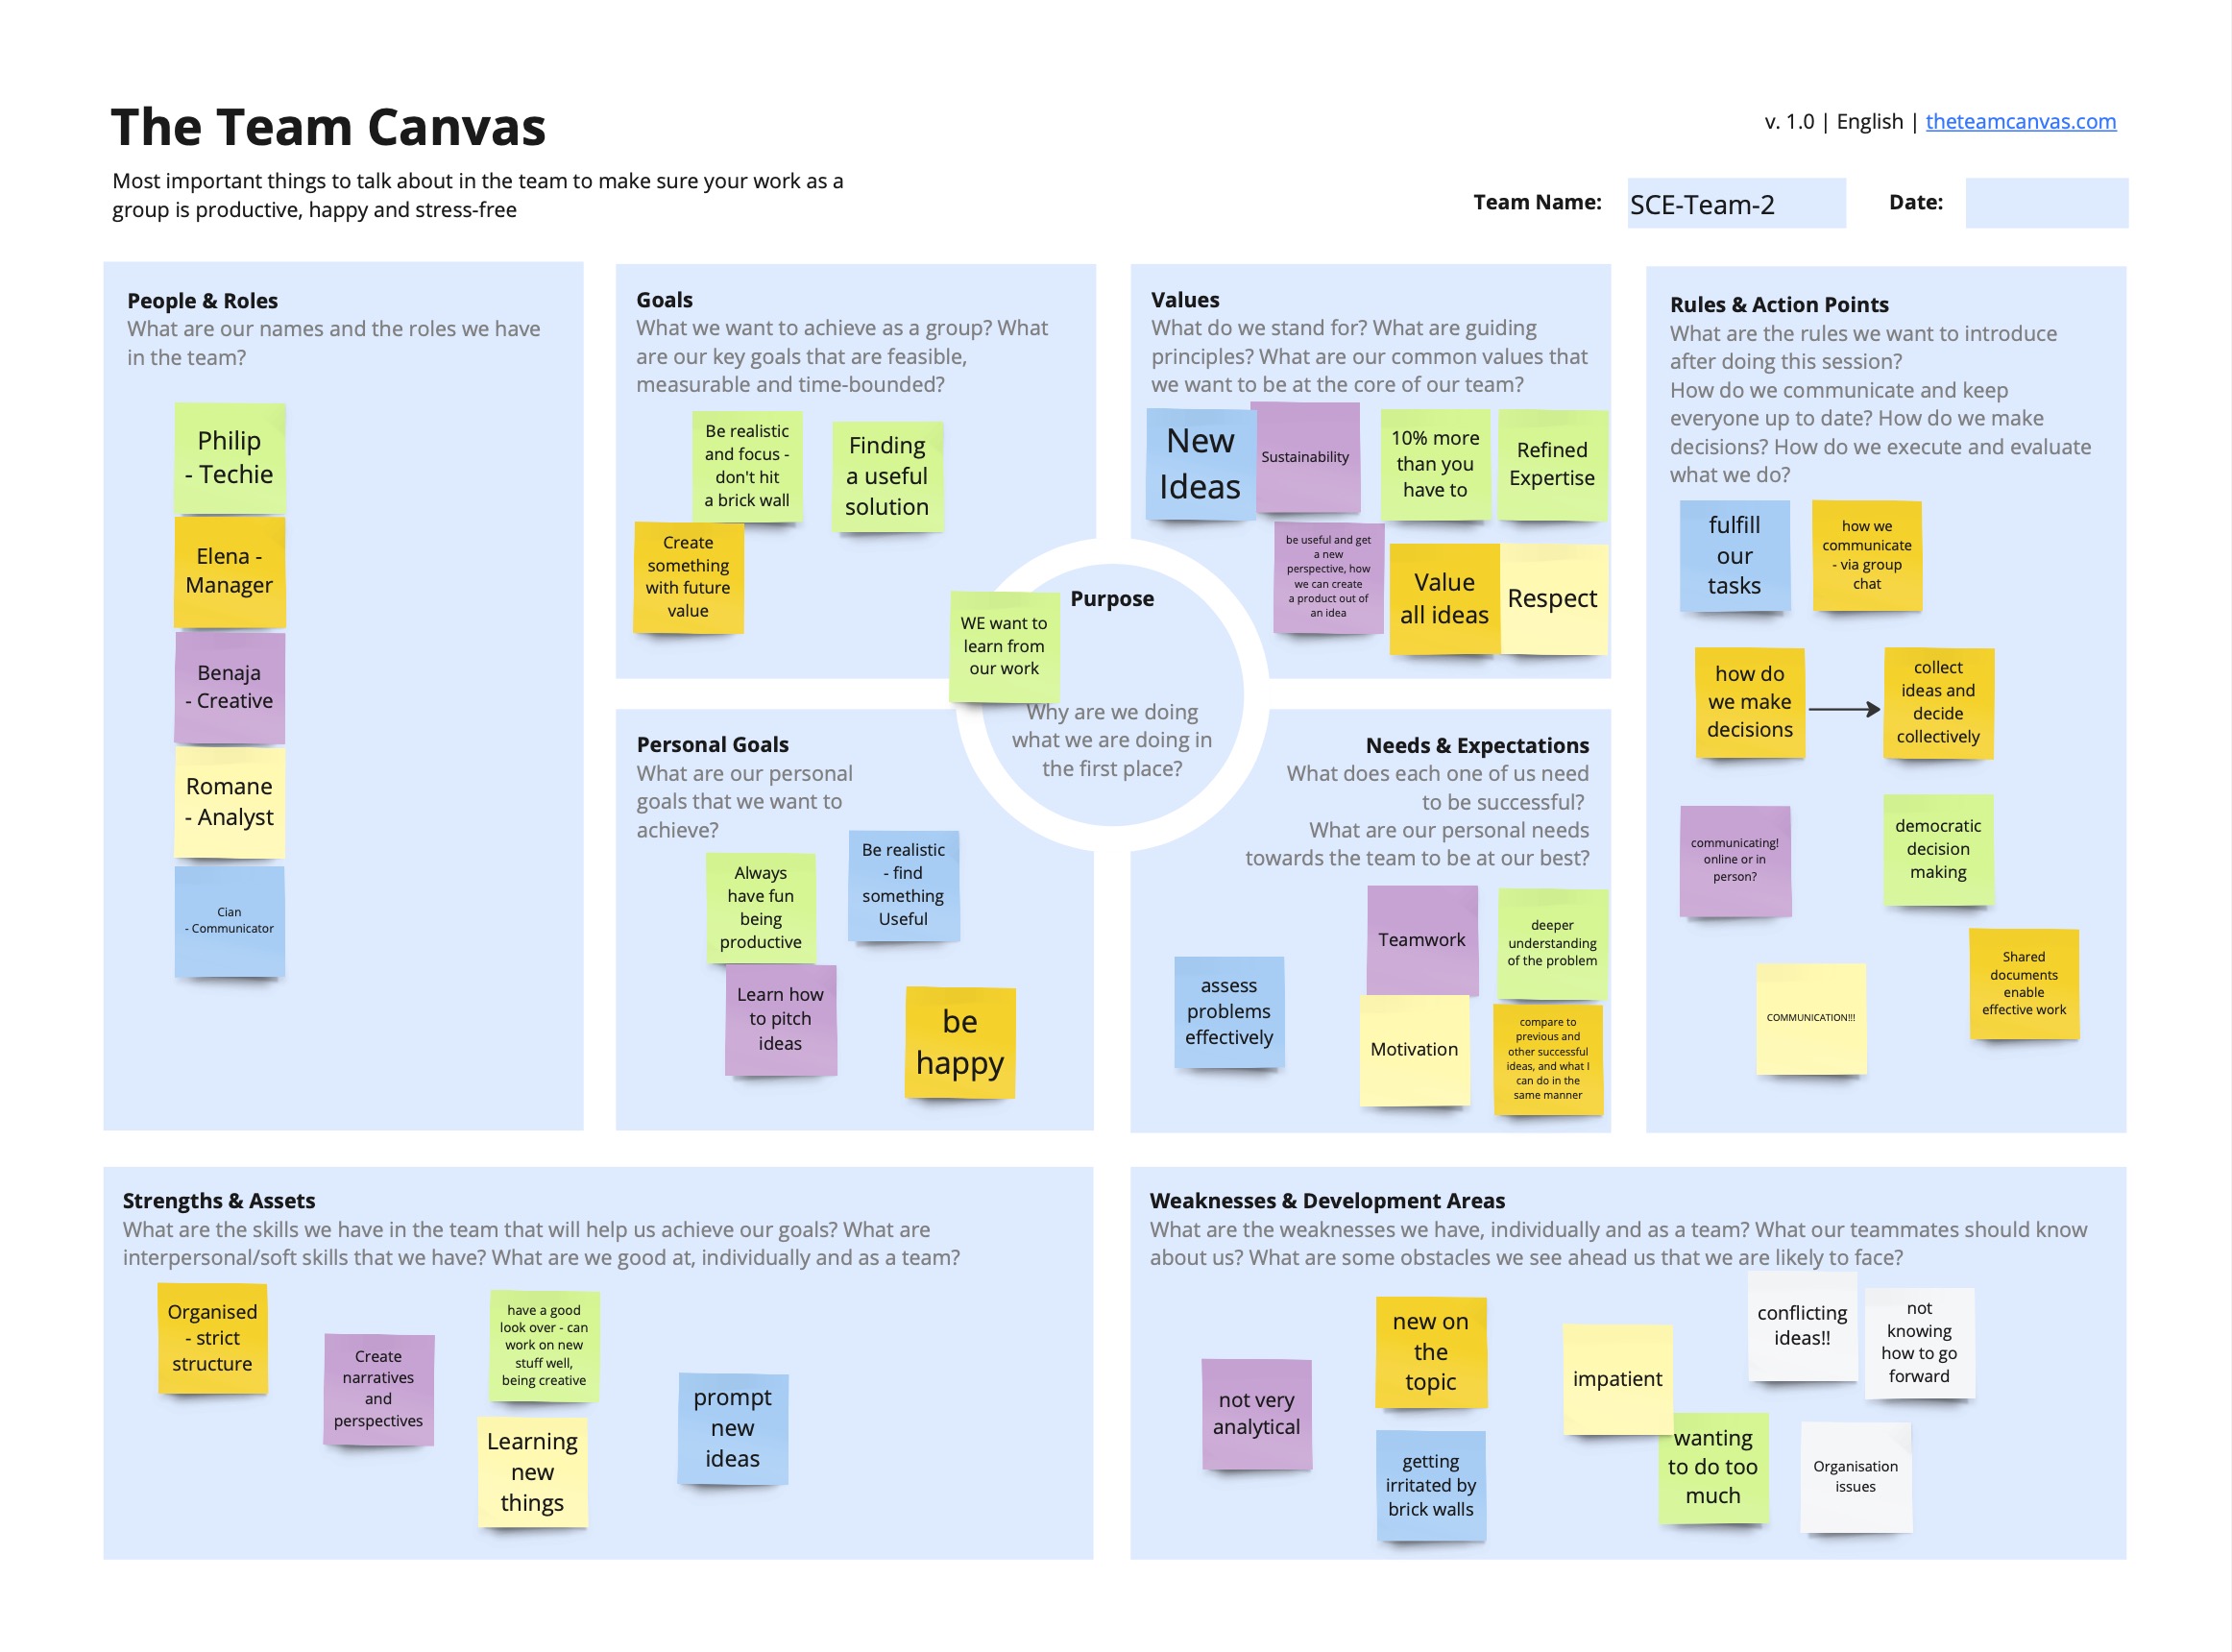 The Team Canvas
Most important things to talk about in the team to make sure your work as a
group is productive, happy and stress-free
v. 1.0 | English | theteamcanvas.com
Team Name:
SCE-Team-2
Date:
People & Roles
What are our names and the roles we have
in the team?
Philip
- Techie
Elena -
Manager
Benaja
- Creative
Romane
- Analyst
Cian
- Communicator
Goals
What we want to achieve as a group? What
are our key goals that are feasible,
measurable and time-bounded?
Be realistic
and focus -
don't hit
a brick wall
Finding
a useful
solution
Create
something
with future
value
Values
What do we stand for? What are guiding
principles? What are our common values that
we want to be at the core of our team?
New
Ideas
Sustainability
10% more
than you
have to
Refined
Expertise
be useful and get
a new
perspective, how
we can create
a product out of
an idea
Value
all ideas
Respect
Purpose
WE want to
learn from
our work
Why are we doing
what we are doing in
the first place?
Personal Goals
What are our personal
goals that we want to
achieve?
Always
have fun
being
productive
Be realistic
- find
something
Useful
Learn how
to pitch
ideas
be
happy
Needs & Expectations
What does each one of us need
to be successful?
What are our personal needs
towards the team to be at our best?
assess
problems
effectively
Teamwork
deeper
understanding
of the problem
Motivation
compare to
previous and
other successful
ideas, and what I
can do in the
same manner
Rules & Action Points
What are the rules we want to introduce
after doing this session?
How do we communicate and keep
everyone up to date? How do we make
decisions? How do we execute and evaluate
what we do?
fulfill
our
tasks
how we
communicate
- via group
chat
how do
we make
decisions
collect
ideas and
decide
collectively
communicating!
online or in
person?
democratic
decision
making
COMMUNICATION!!!
Shared
documents
enable
effective work
Strengths & Assets
What are the skills we have in the team that will help us achieve our goals? What are
interpersonal/soft skills that we have? What are we good at, individually and as a team?
Organised
- strict
structure
Create
narratives
and
perspectives
have a good
look over - can
work on new
stuff well,
being creative
Learning
new
things
prompt
new
ideas
Weaknesses & Development Areas
What are the weaknesses we have, individually and as a team? What our teammates should know
about us? What are some obstacles we see ahead us that we are likely to face?
not very
analytical
new on
the
topic
getting
irritated by
brick walls
impatient
wanting
to do too
much
conflicting
ideas!!
not
knowing
how to go
forward
Organisation
issues